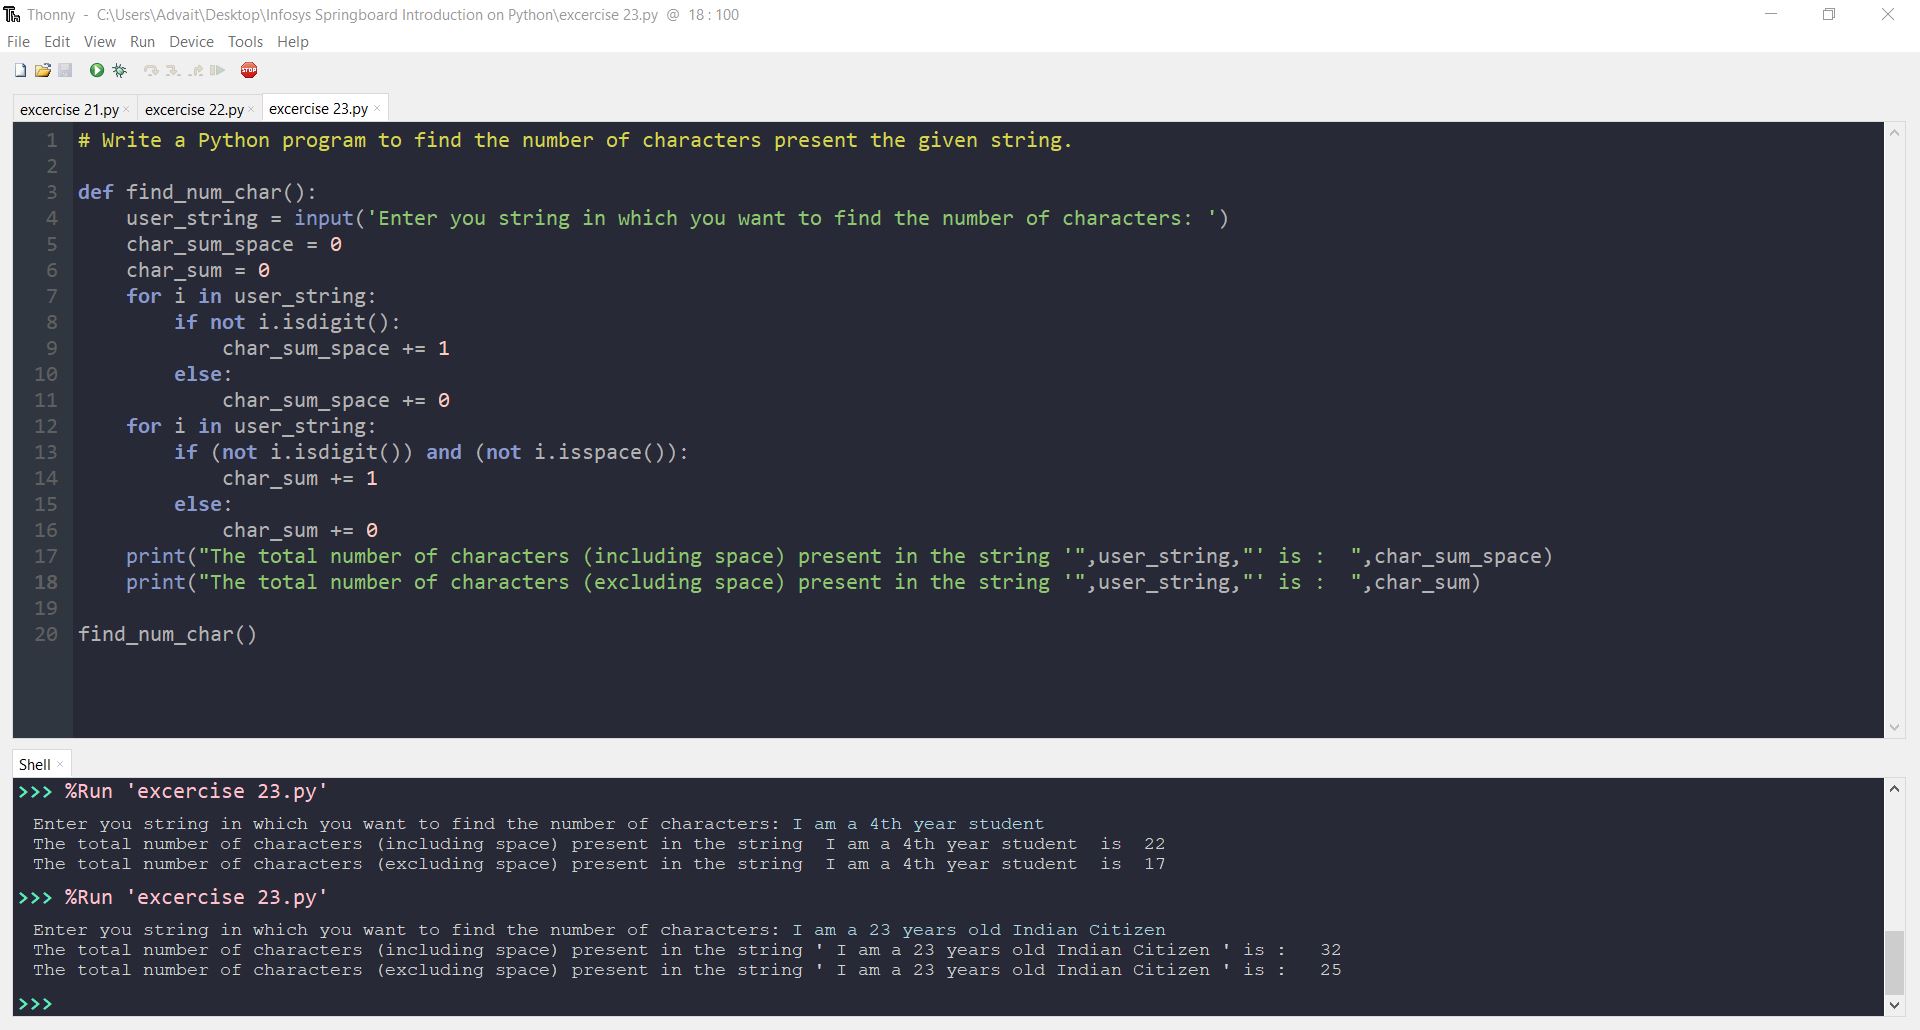 Thonny - C:\Users\Advait\Desktop\Infosys Springboard Introduction on Python\excercise 23.py @ 18 : 100
File Edit View Run Device Tools Help
STOP
excercise 21.py × excercise 22.py × excercise 23.py ×
1 # Write a Python program to find the number of characters present the given string.
2
3 def find_num_char():
4     user_string = input('Enter you string in which you want to find the number of characters: ')
5     char_sum_space = 0
6     char_sum = 0
7     for i in user_string:
8         if not i.isdigit():
9             char_sum_space += 1
10         else:
11             char_sum_space += 0
12     for i in user_string:
13         if (not i.isdigit()) and (not i.isspace()):
14             char_sum += 1
15         else:
16             char_sum += 0
17     print("The total number of characters (including space) present in the string '",user_string,"' is :  ",char_sum_space)
18     print("The total number of characters (excluding space) present in the string '",user_string,"' is :  ",char_sum)
19
20 find_num_char()
Shell ×
>>> %Run 'excercise 23.py'
Enter you string in which you want to find the number of characters: I am a 4th year student
The total number of characters (including space) present in the string  I am a 4th year student  is  22
The total number of characters (excluding space) present in the string  I am a 4th year student  is  17
>>> %Run 'excercise 23.py'
Enter you string in which you want to find the number of characters: I am a 23 years old Indian Citizen
The total number of characters (including space) present in the string ' I am a 23 years old Indian Citizen ' is :   32
The total number of characters (excluding space) present in the string ' I am a 23 years old Indian Citizen ' is :   25
>>>